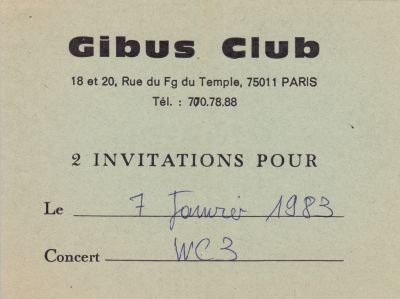 Gibus Club
18 et 20, Rue du Fg du Temple, 75011 PARIS
Tél. : 700.78.88
2 INVITATIONS POUR
Le 7 Janvier 1983
Concert WC3